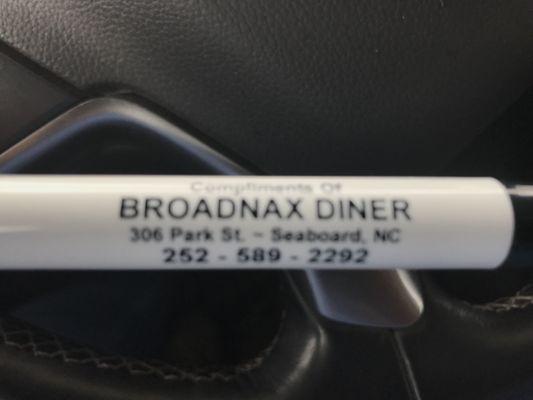 Compliments Of
BROADNAX DINER
306 Park St. ~ Seaboard, NC
252 - 589 - 2292